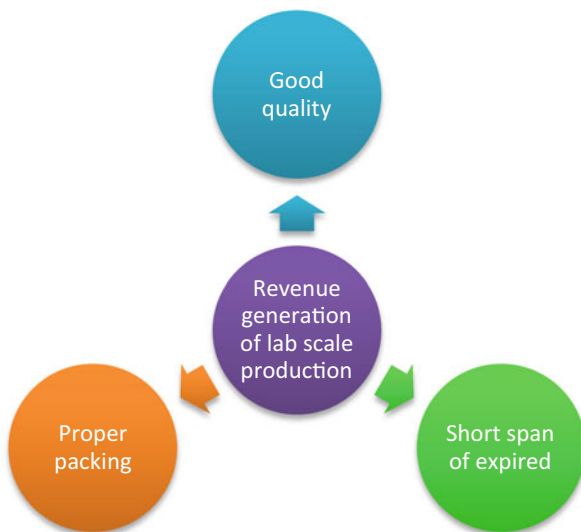 Good
quality
Revenue
generation
of lab scale
production
Proper
packing
Short span
of expired